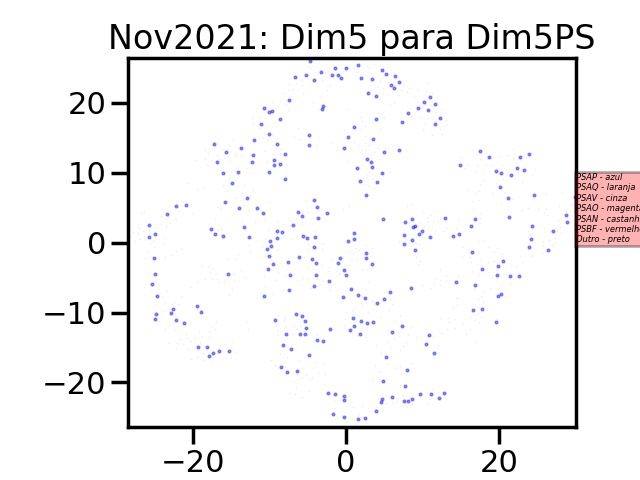 Nov2021: Dim5 para Dim5PS
20
10
0
−10
−20
−20
0
20
PSAP - azul
PSAQ - laranja
PSAV - cinza
PSAO - magenta
PSAN - castanh
PSBF - vermelho
Outro - preto